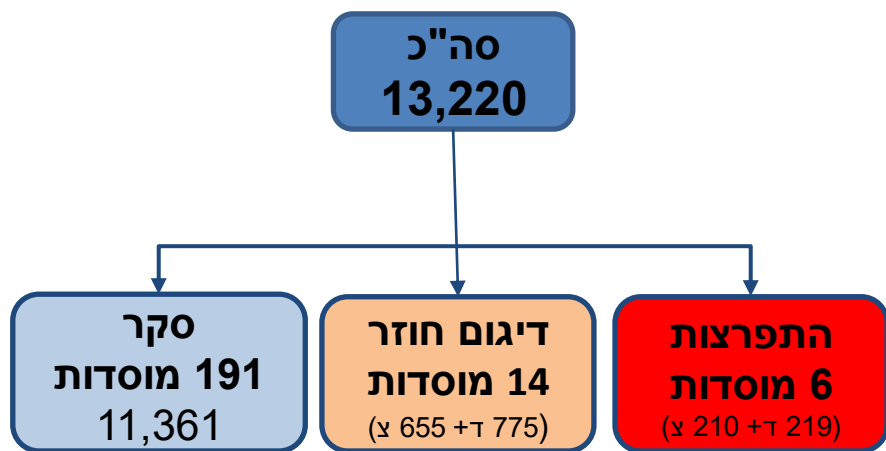 סה"כ
13,220
התפרצות
6 מוסדות
(219 ד+ 210 צ)
דיגום חוזר
14 מוסדות
(775 ד+ 655 צ)
סקר
191 מוסדות
11,361